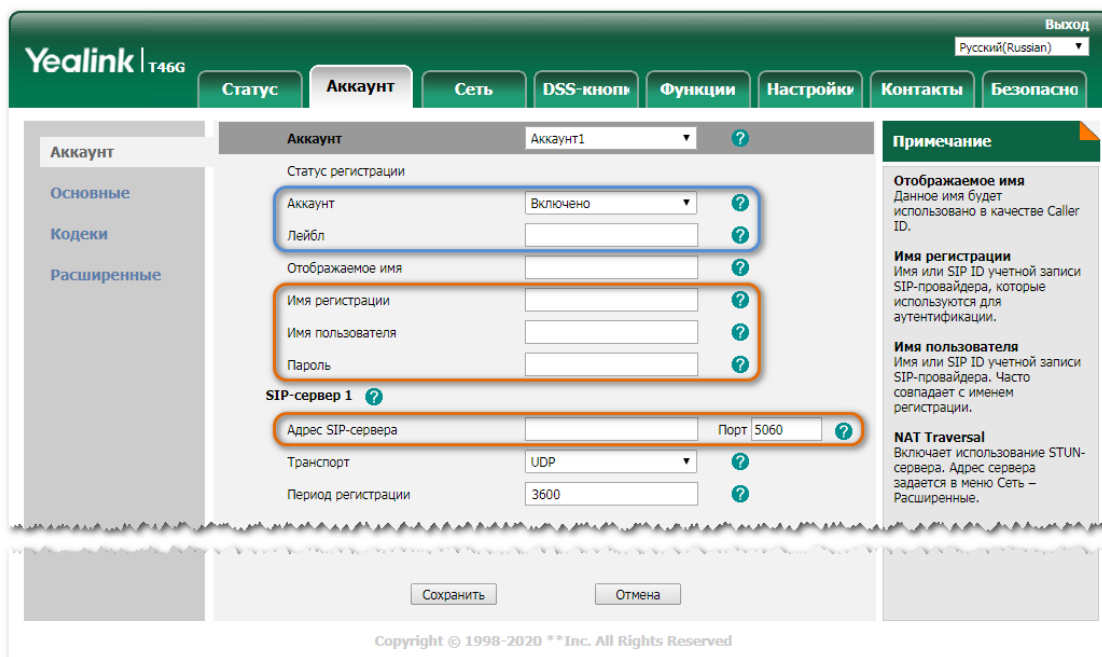 Выход
Yealink | T46G
Русский(Russian)
Статус Аккаунт Сеть DSS-кнопк Функции Настройки Контакты Безопасно
Аккаунт
Основные
Кодеки
Расширенные
Аккаунт Аккаунт1 ?
Статус регистрации
Аккаунт Включено ?
Лейбл ?
Отображаемое имя ?
Имя регистрации ?
Имя пользователя ?
Пароль ?
SIP-сервер 1 ?
Адрес SIP-сервера Порт 5060 ?
Транспорт UDP ?
Период регистрации 3600 ?
Сохранить Отмена
Примечание
Отображаемое имя
Данное имя будет
использовано в качестве Caller
ID.
Имя регистрации
Имя или SIP ID учетной записи
SIP-провайдера, которые
используются для
аутентификации.
Имя пользователя
Имя или SIP ID учетной записи
SIP-провайдера. Часто
совпадает с именем
регистрации.
NAT Traversal
Включает использование STUN-
сервера. Адрес сервера
задается в меню Сеть –
Расширенные.
Copyright © 1998-2020 **Inc. All Rights Reserved